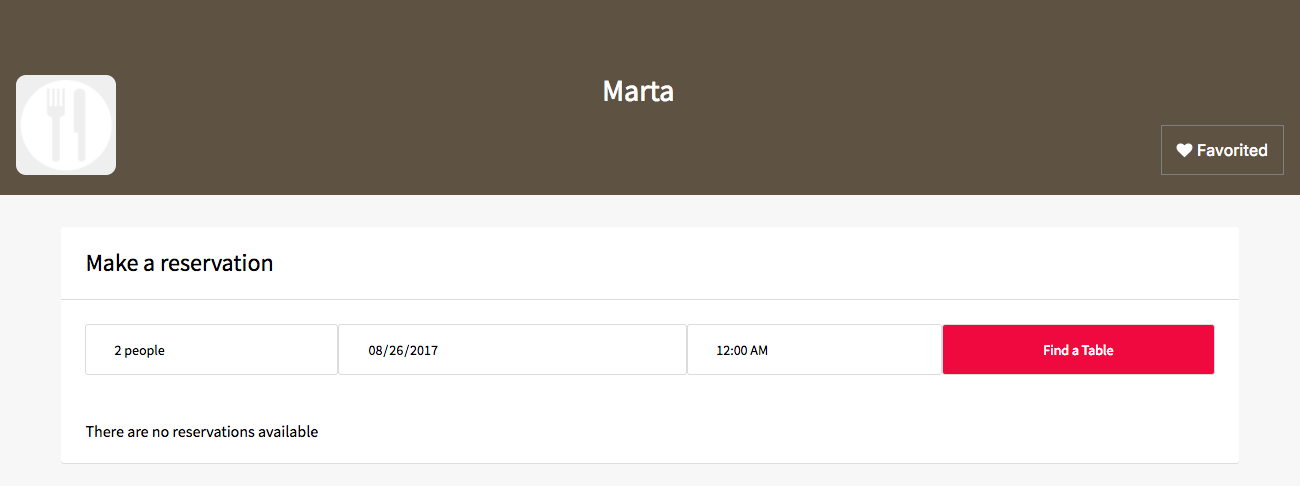 Marta
Favorited
Make a reservation
2 people
08/26/2017
12:00 AM
Find a Table
There are no reservations available